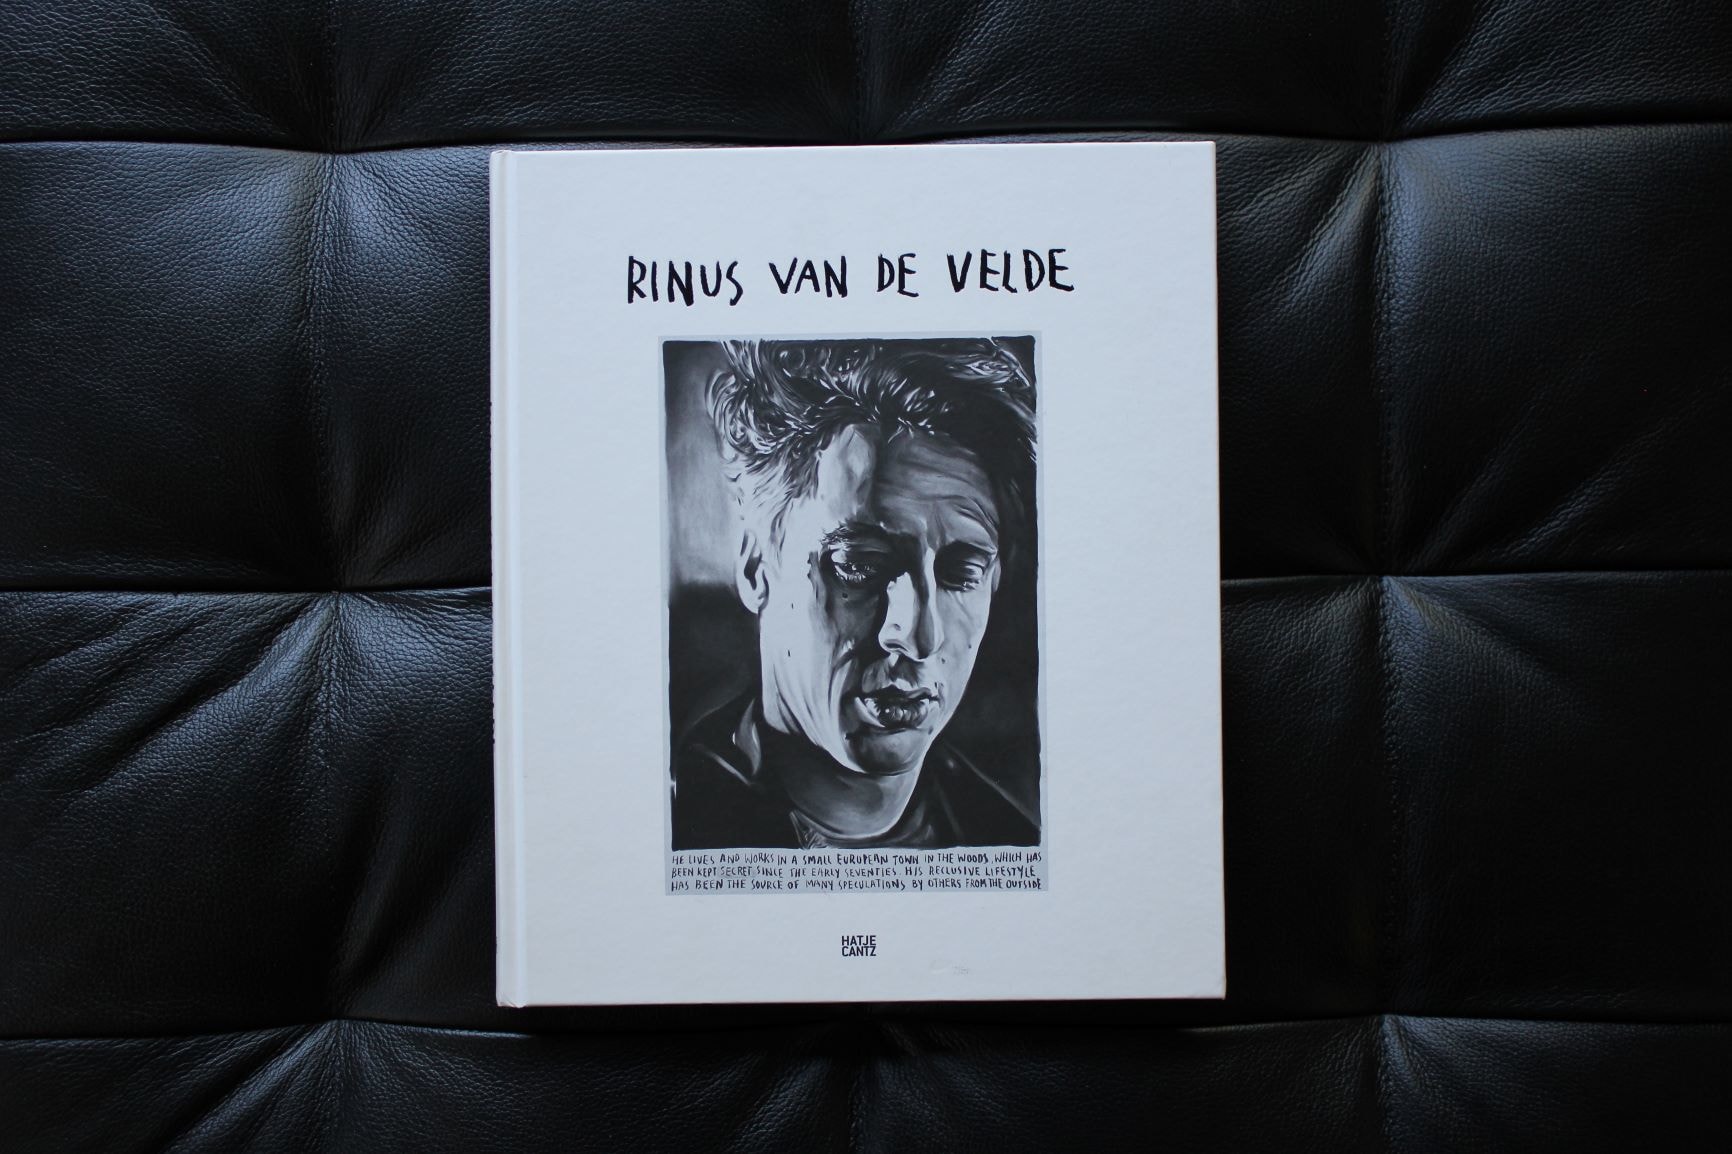 RINUS VAN DE VELDE
HE LIVES AND WORKS IN A SMALL EUROPEAN TOWN IN THE WOODS, WHICH HAS
BEEN KEPT SECRET SINCE THE EARLY SEVENTIES. HIS RECLUSIVE LIFESTYLE
HAS BEEN THE SOURCE OF MANY SPECULATIONS BY OTHERS FROM THE OUTSIDE
HATJE
CANTZ